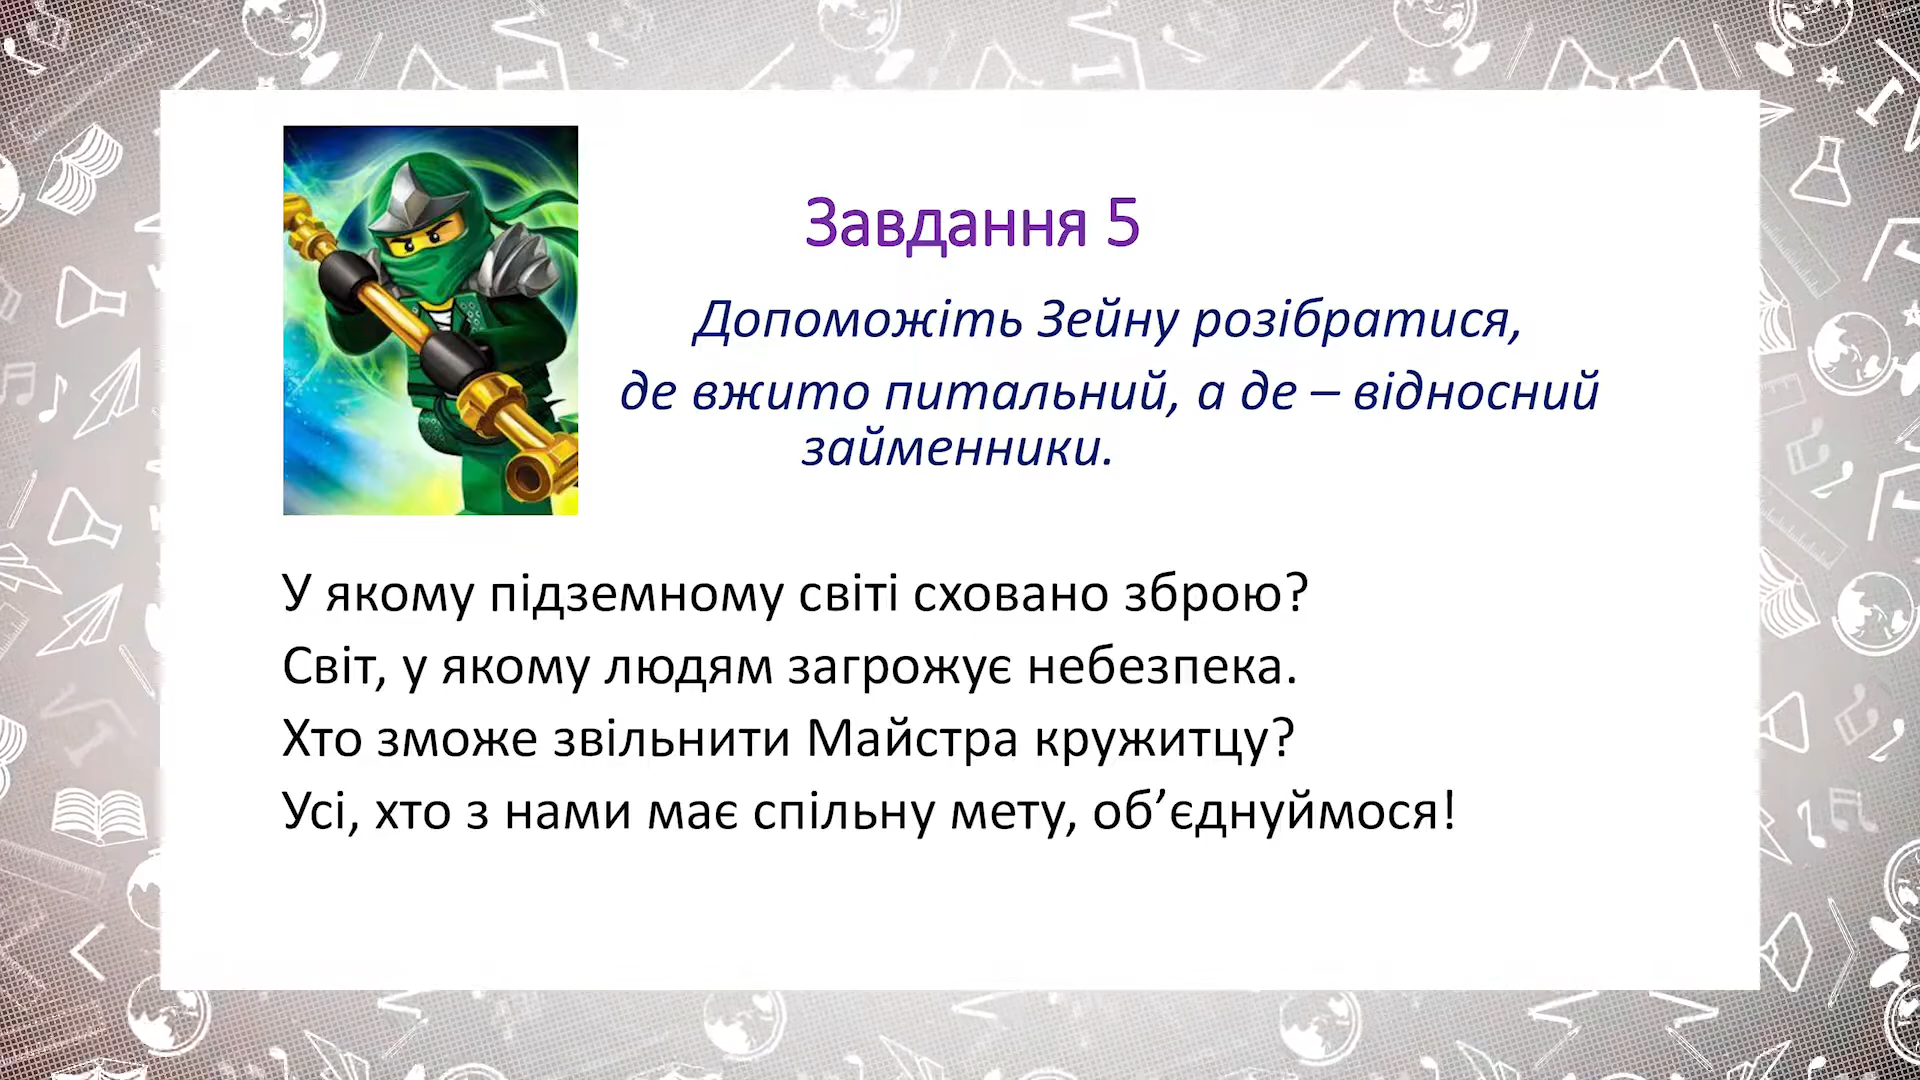 Завдання 5
Допоможіть Зейну розібратися,
де вжито питальний, а де – відносний
займенники.
У якому підземному світі сховано зброю?
Світ, у якому людям загрожує небезпека.
Хто зможе звільнити Майстра кружитцу?
Усі, хто з нами має спільну мету, об’єднуймося!